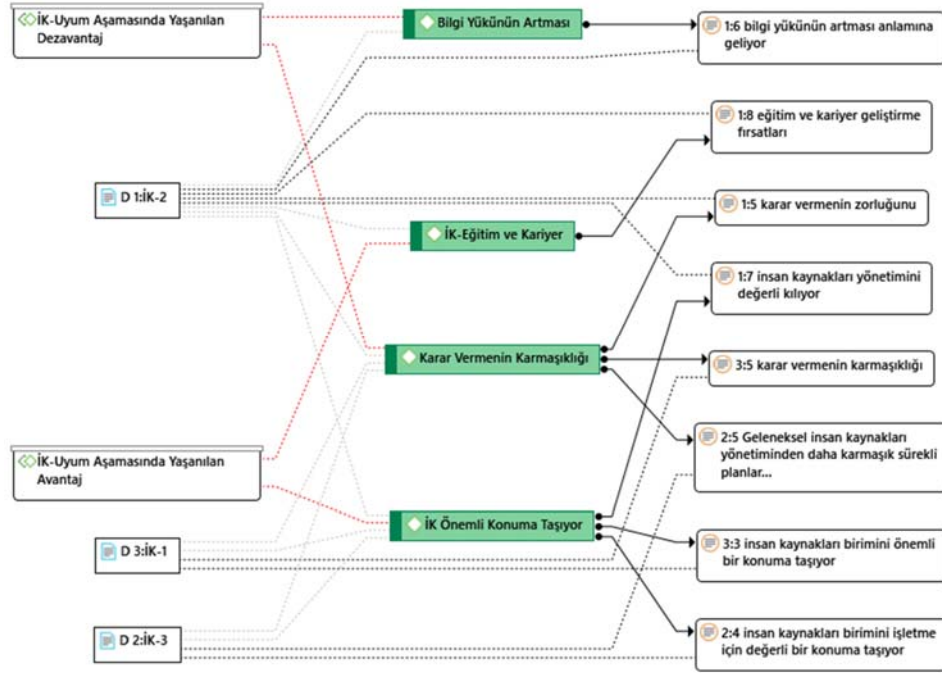 İK-Uyum Aşamasında Yaşanılan
Dezavantaj
Bilgi Yükünün Artması
1:6 bilgi yükünün artması anlamına
geliyor
1:8 eğitim ve kariyer geliştirme
fırsatları
D 1:İK-2
1:5 karar vermenin zorluğunu
İK-Eğitim ve Kariyer
1:7 insan kaynakları yönetimini
değerli kılıyor
Karar Vermenin Karmaşıklığı
3:5 karar vermenin karmaşıklığı
2:5 Geleneksel insan kaynakları
yönetiminden daha karmaşık sürekli
planlar...
İK-Uyum Aşamasında Yaşanılan
Avantaj
İK Önemli Konuma Taşıyor
D 3:İK-1
3:3 insan kaynakları birimini önemli
bir konuma taşıyor
D 2:İK-3
2:4 insan kaynakları birimini işletme
için değerli bir konuma taşıyor